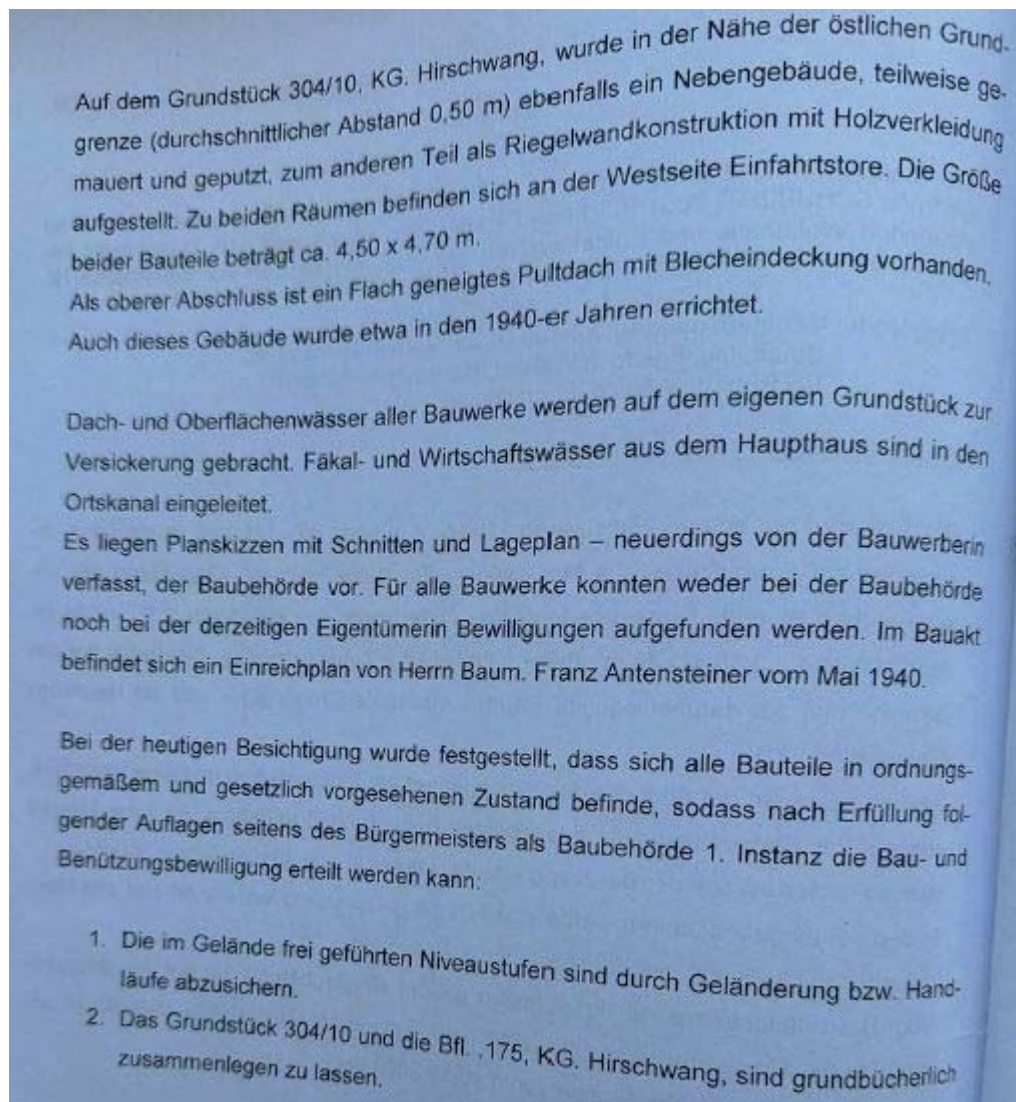 Auf dem Grundstück 304/10, KG. Hirschwang, wurde in der Nähe der östlichen Grund-
grenze (durchschnittlicher Abstand 0,50 m) ebenfalls ein Nebengebäude, teilweise ge-
mauert und geputzt, zum anderen Teil als Riegelwandkonstruktion mit Holzverkleidung
aufgestellt. Zu beiden Räumen befinden sich an der Westseite Einfahrtstore. Die Größe
beider Bauteile beträgt ca. 4,50 x 4,70 m.
Als oberer Abschluss ist ein Flach geneigtes Pultdach mit Blecheindeckung vorhanden.
Auch dieses Gebäude wurde etwa in den 1940-er Jahren errichtet.
Dach- und Oberflächenwässer aller Bauwerke werden auf dem eigenen Grundstück zur
Versickerung gebracht. Fäkal- und Wirtschaftswässer aus dem Haupthaus sind in den
Ortskanal eingeleitet.
Es liegen Planskizzen mit Schnitten und Lageplan – neuerdings von der Bauwerberin
verfasst, der Baubehörde vor. Für alle Bauwerke konnten weder bei der Baubehörde
noch bei der derzeitigen Eigentümerin Bewilligungen aufgefunden werden. Im Bauakt
befindet sich ein Einreichplan von Herrn Baum. Franz Antensteiner vom Mai 1940.
Bei der heutigen Besichtigung wurde festgestellt, dass sich alle Bauteile in ordnungs-
gemäßem und gesetzlich vorgesehenen Zustand befinde, sodass nach Erfüllung fol-
gender Auflagen seitens des Bürgermeisters als Baubehörde 1. Instanz die Bau- und
Benützungsbewilligung erteilt werden kann:
1. Die im Gelände frei geführten Niveaustufen sind durch Geländerung bzw. Hand-
läufe abzusichern.
2. Das Grundstück 304/10 und die Bfl. .175, KG. Hirschwang, sind grundbücherlich
zusammenlegen zu lassen.